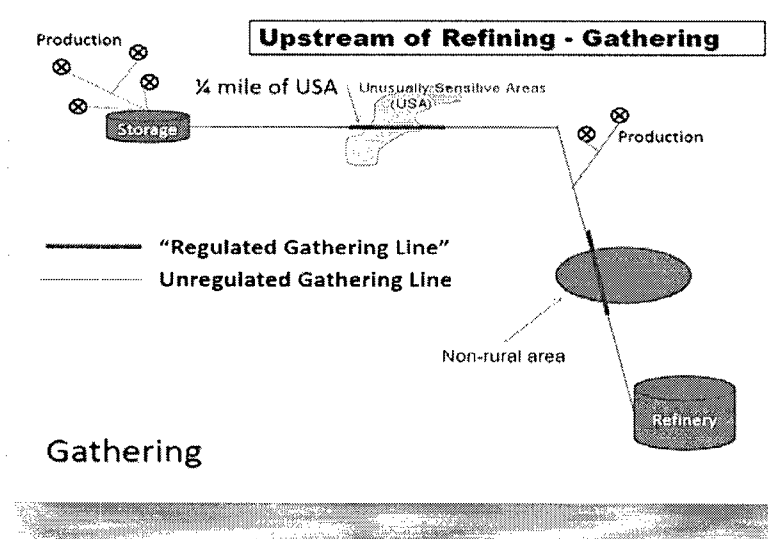 Upstream of Refining - Gathering
Production
¼ mile of USA
Unusually Sensitive Areas
(USA)
Storage
Production
"Regulated Gathering Line"
Unregulated Gathering Line
Non-rural area
Refinery
Gathering